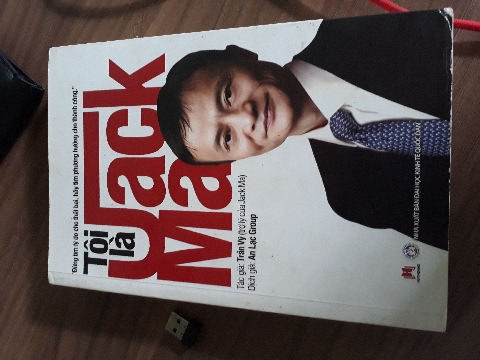 "Đừng tìm lý do cho thất bại, hãy tìm phương hướng cho thành công."
Tôi
là
Jack
Ma
Tác giả: Trần Vỹ (trợ lý của Jack Ma)
Dịch giả: An Lạc Group
NHÀ XUẤT BẢN ĐẠI HỌC KINH TẾ QUỐC DÂN